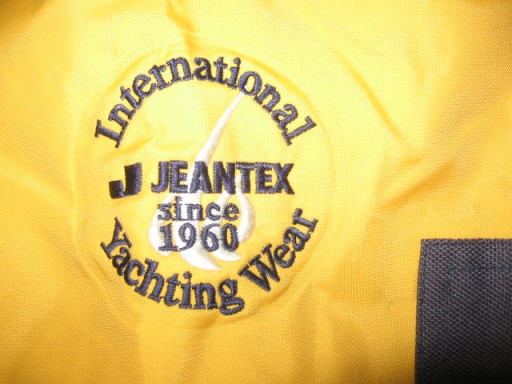 International
J JEANTEX
since
1960
Yachting Wear